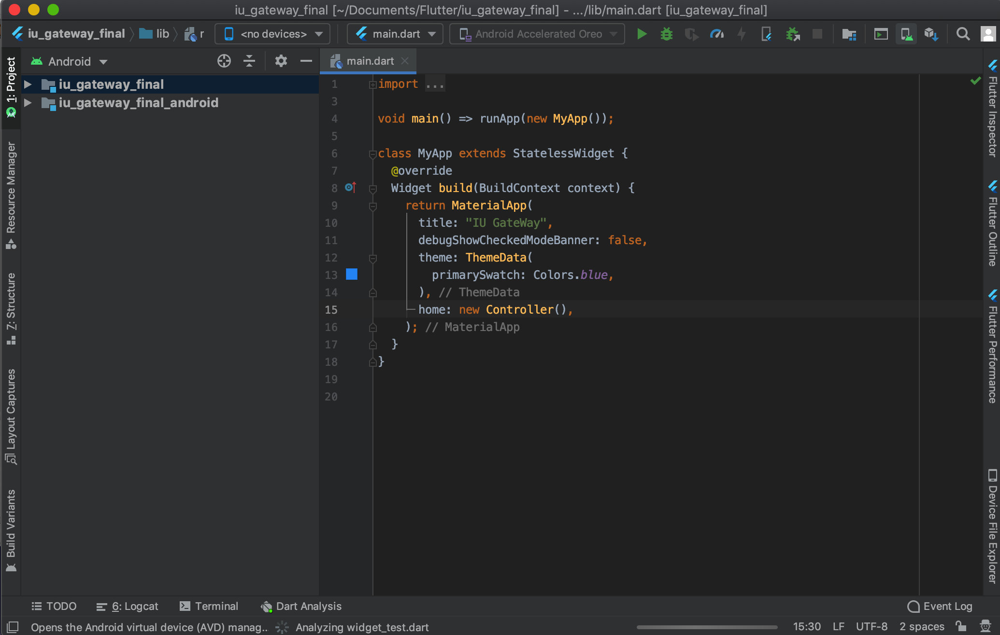 iu_gateway_final [~/Documents/Flutter/iu_gateway_final] - .../lib/main.dart [iu_gateway_final]
iu_gateway_final lib r <no devices> main.dart Android Accelerated Oreo
Android
main.dart
1: Project
Resource Manager
7: Structure
Layout Captures
Build Variants
iu_gateway_final
iu_gateway_final_android
1 import ...
3
4 void main() => runApp(new MyApp());
5
6 class MyApp extends StatelessWidget {
7 @override
8 Widget build(BuildContext context) {
9 return MaterialApp(
10 title: "IU GateWay",
11 debugShowCheckedModeBanner: false,
12 theme: ThemeData(
13 primarySwatch: Colors.blue,
14 ), // ThemeData
15 home: new Controller(),
16 ); // MaterialApp
17 }
18 }
19
20
Flutter Inspector
Flutter Outline
Flutter Performance
Device File Explorer
TODO 6: Logcat Terminal Dart Analysis Event Log
Opens the Android virtual device (AVD) manag... Analyzing widget_test.dart 15:30 LF UTF-8 2 spaces